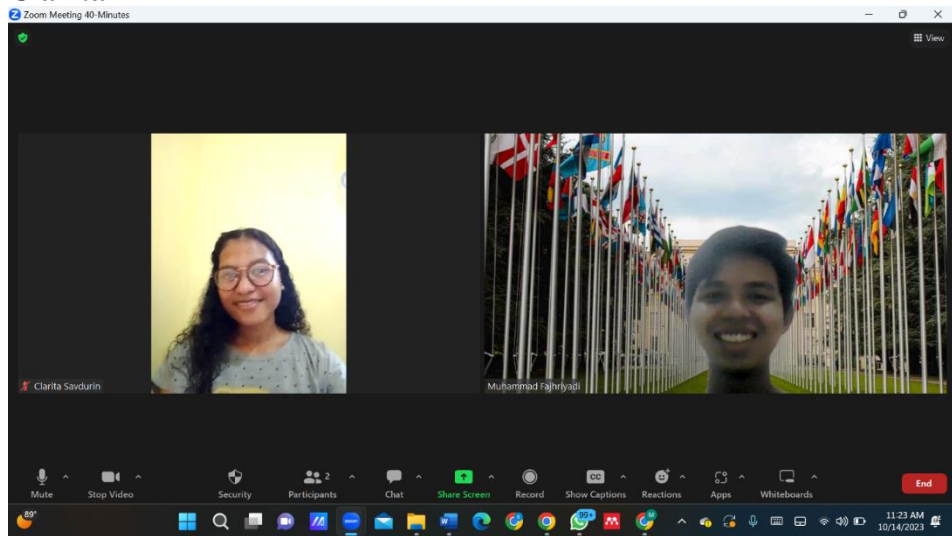 Zoom Meeting 40-Minutes
View
Clarita Savdurin
Muhammad Fajhriyadi
Mute
Stop Video
Security
Participants
2
Chat
Share Screen
Record
CC
Show Captions
Reactions
Apps
Whiteboards
End
89°
99+
11:23 AM
10/14/2023